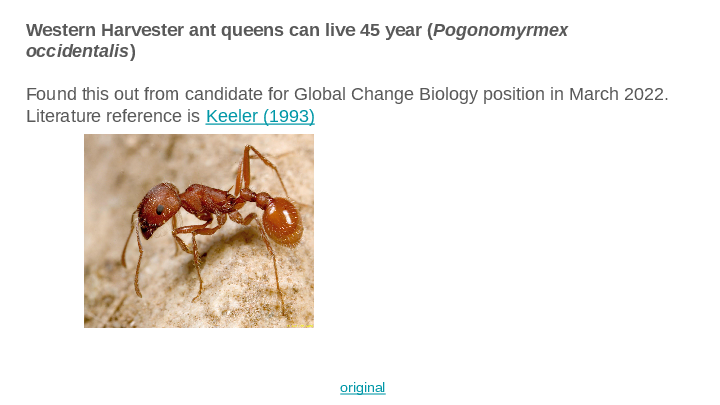 Western Harvester ant queens can live 45 year (Pogonomyrmex
occidentalis)
Found this out from candidate for Global Change Biology position in March 2022.
Literature reference is Keeler (1993)
original